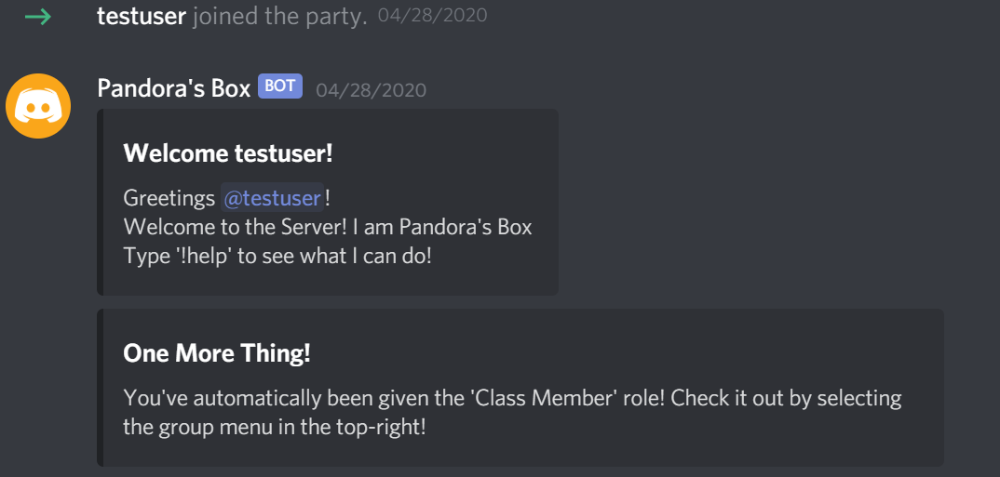 testuser joined the party. 04/28/2020
Pandora's Box BOT 04/28/2020
Welcome testuser!
Greetings @testuser!
Welcome to the Server! I am Pandora's Box
Type '!help' to see what I can do!
One More Thing!
You've automatically been given the 'Class Member' role! Check it out by selecting
the group menu in the top-right!